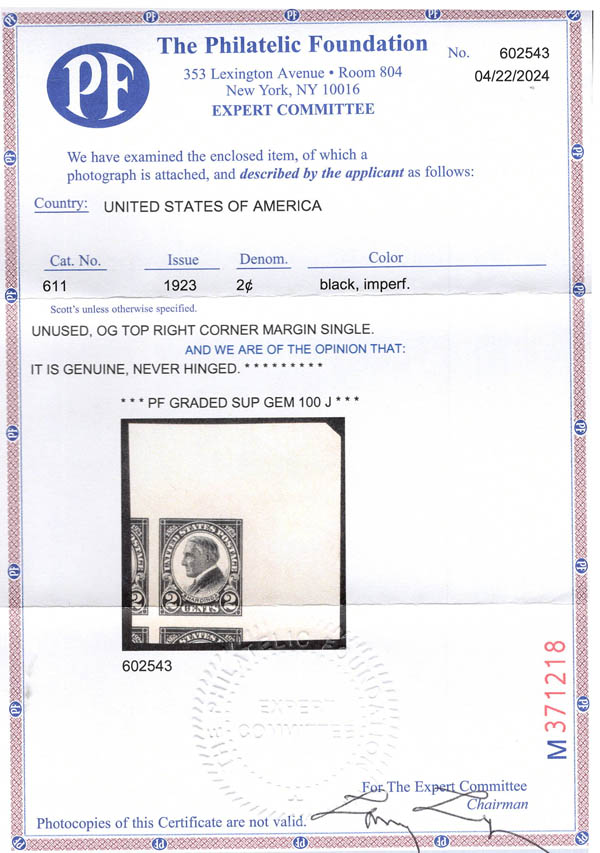 PF
The Philatelic Foundation
353 Lexington Avenue • Room 804
New York, NY 10016
EXPERT COMMITTEE
No. 602543
04/22/2024
We have examined the enclosed item, of which a
photograph is attached, and described by the applicant as follows:
Country: UNITED STATES OF AMERICA
Cat. No. Issue Denom. Color
611 1923 2¢ black, imperf.
Scott's unless otherwise specified.
UNUSED, OG TOP RIGHT CORNER MARGIN SINGLE.
AND WE ARE OF THE OPINION THAT:
IT IS GENUINE, NEVER HINGED. * * * * * * * * *
* * * PF GRADED SUP GEM 100 J * * *
UNITED STATES POSTAGE
HARDING
2 CENTS 2
602543
THE PHILATELIC FOUNDATION
EXPERT
COMMITTEE
M 371218
For The Expert Committee
Chairman
Photocopies of this Certificate are not valid.